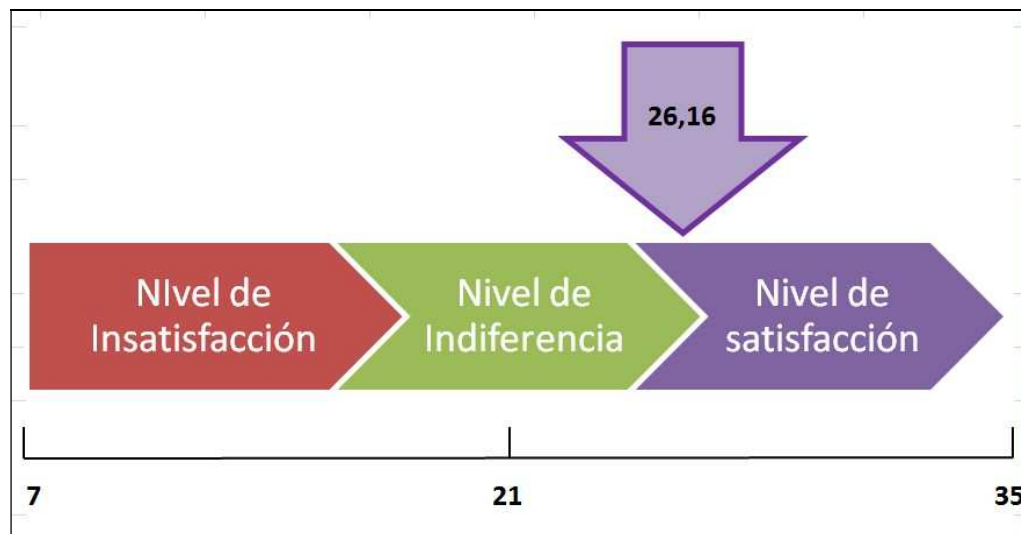 26,16
NIvel de
Insatisfacción
Nivel de
Indiferencia
Nivel de
satisfacción
7
21
35